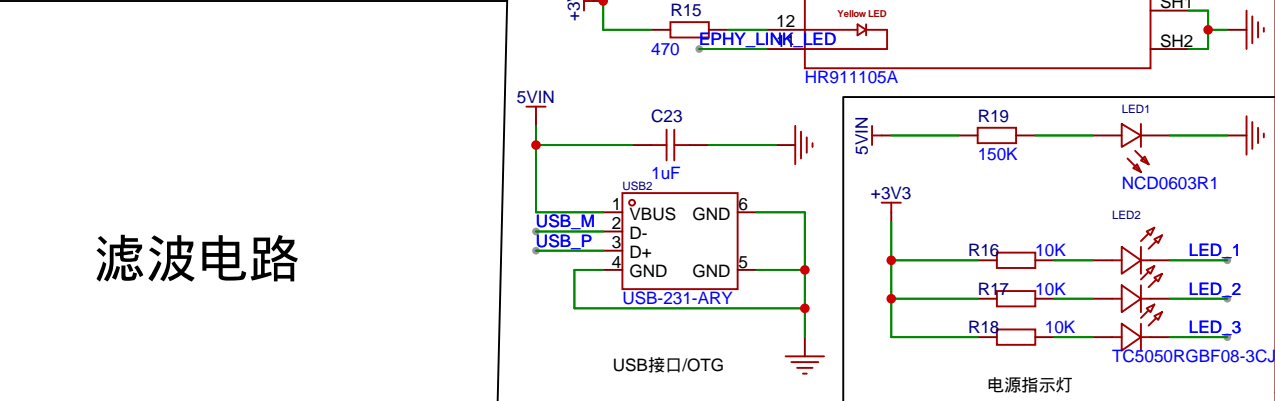 滤波电路
R15
470
EPHY_LINK_LED
12
Yellow LED
HR911105A
SH1
SH2
5VIN
C23
1uF
USB2
USB_M
USB_P
1
2
3
4
VBUS
D-
D+
GND
GND
GND
6
5
USB-231-ARY
USB接口/OTG
5VIN
R19
150K
LED1
NCD0603R1
+3V3
LED2
R16
10K
LED_1
R17
10K
LED_2
R18
10K
LED_3
TC5050RGBF08-3CJ
电源指示灯